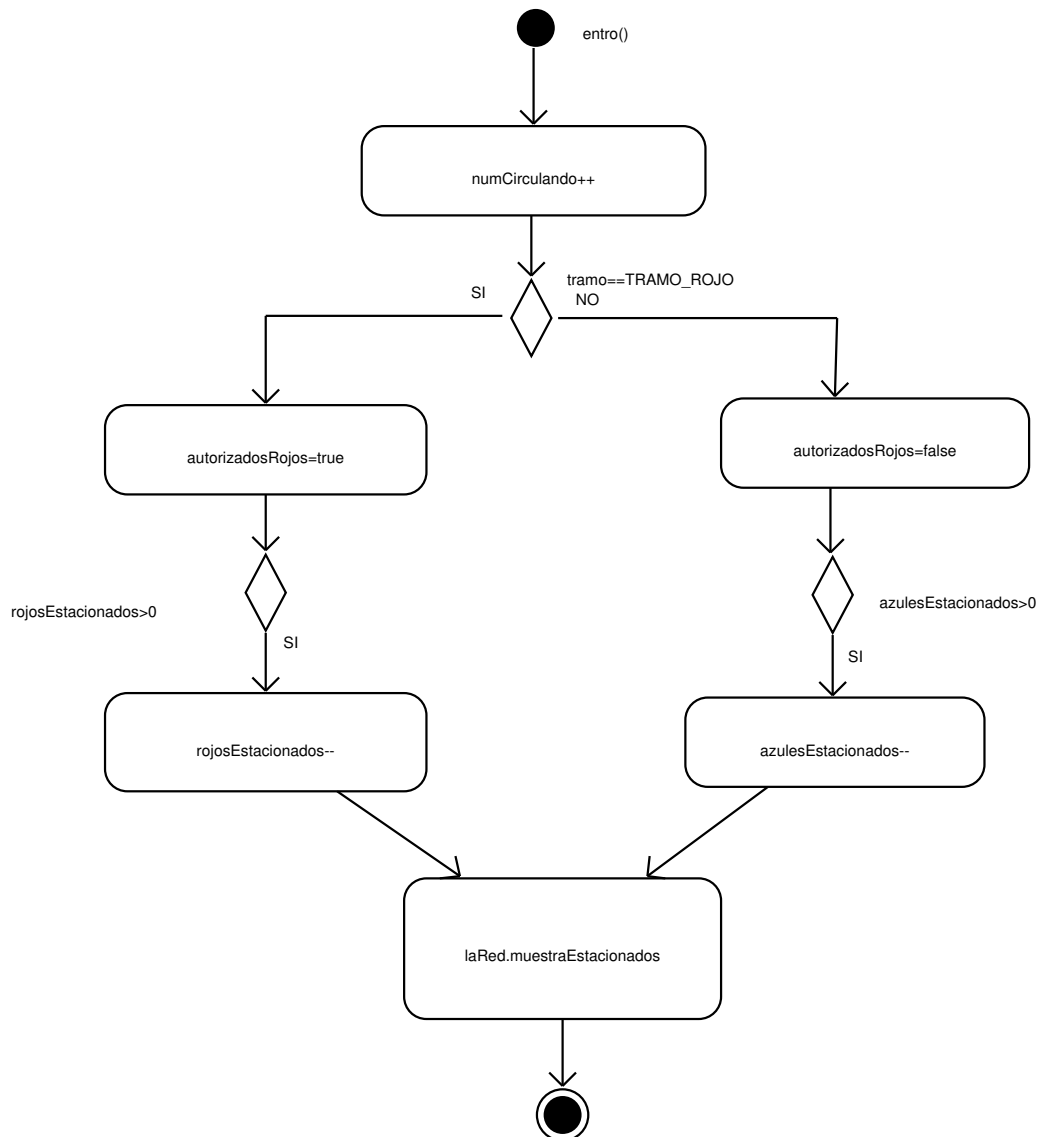 entro()
numCirculando++
tramo==TRAMO_ROJO
SI
NO
autorizadosRojos=true
autorizadosRojos=false
rojosEstacionados>0
azulesEstacionados>0
SI
SI
rojosEstacionados--
azulesEstacionados--
laRed.muestraEstacionados